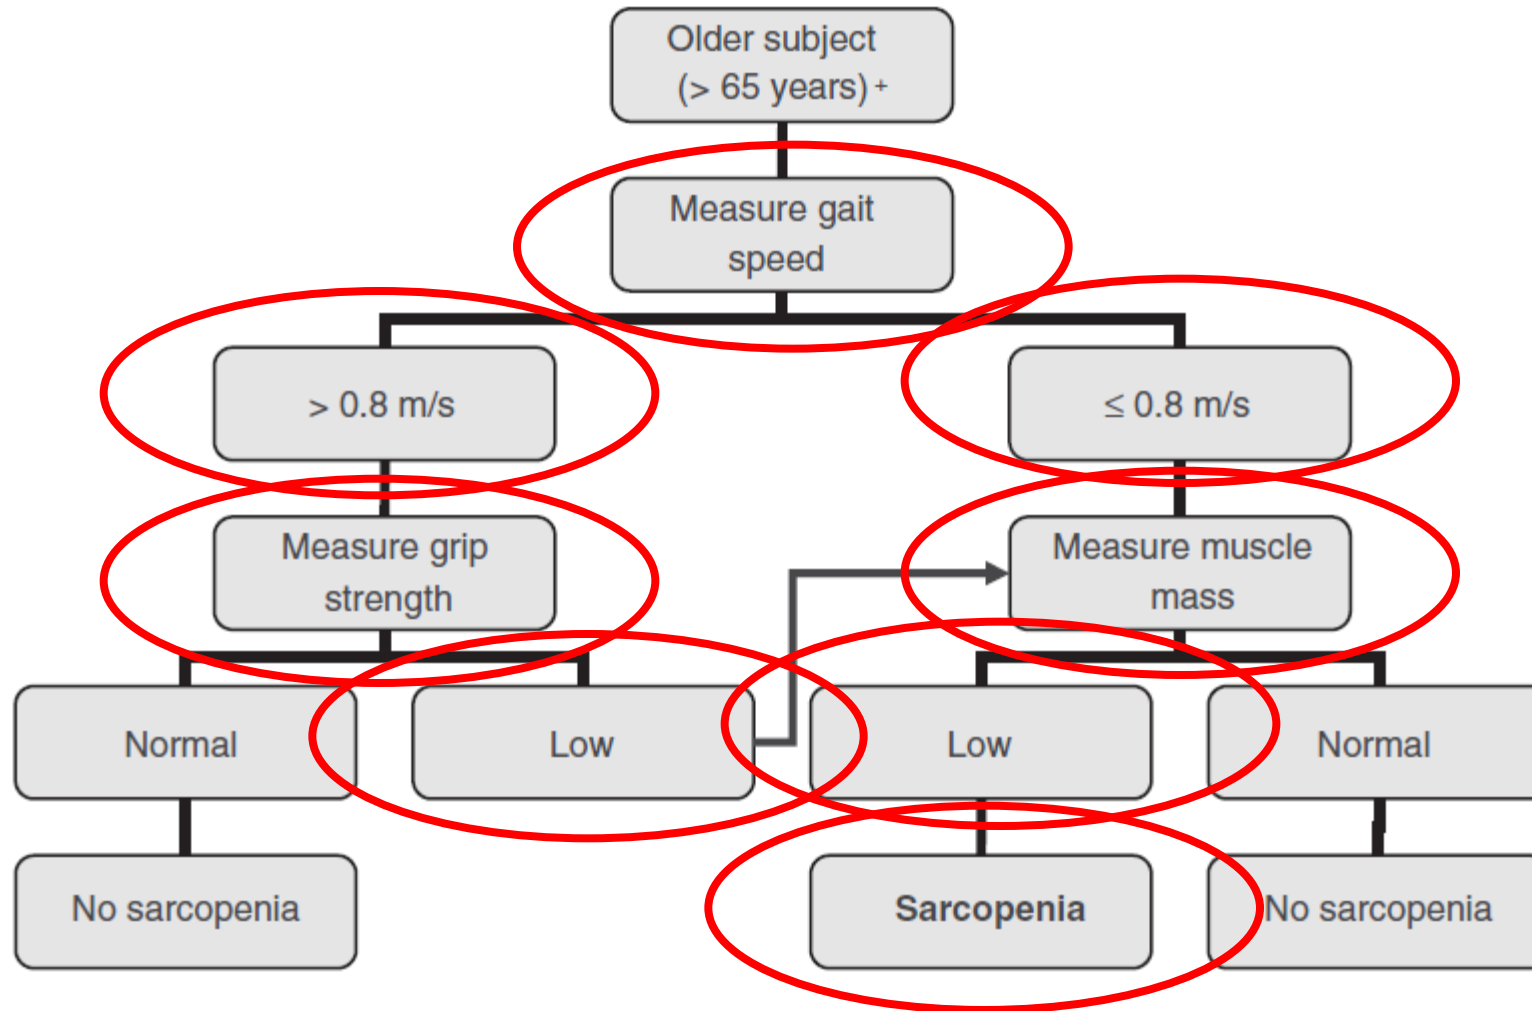 Older subject
(> 65 years) +
Measure gait
speed
> 0.8 m/s
≤ 0.8 m/s
Measure grip
strength
Measure muscle
mass
Normal
Low
Low
Normal
No sarcopenia
Sarcopenia
No sarcopenia